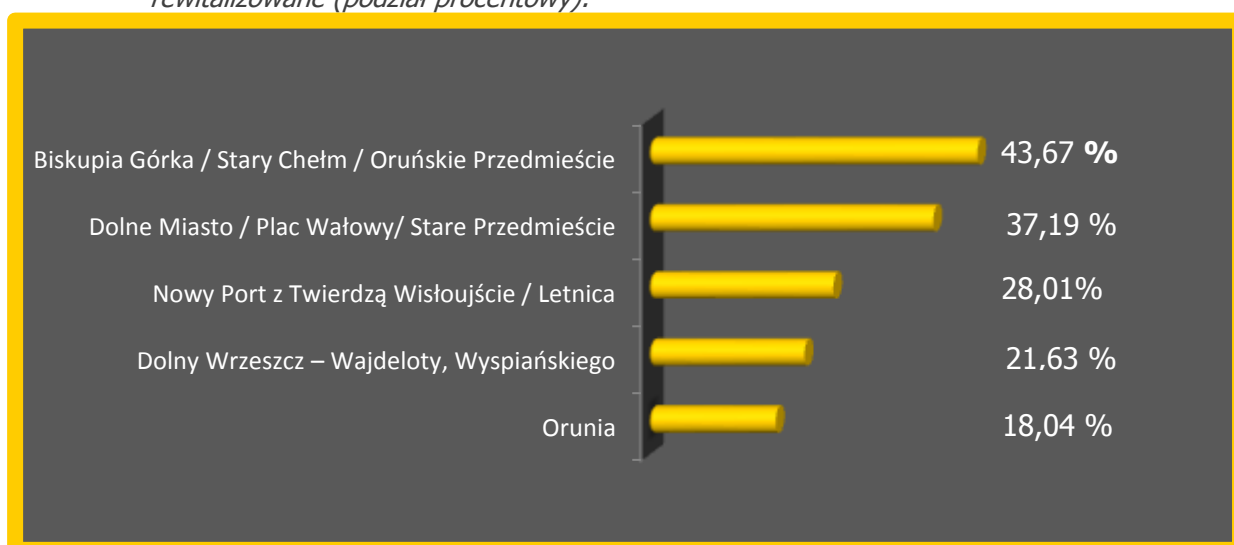 rewitalizowane (podział procentowy).
Biskupia Górka / Stary Chełm / Oruńskie Przedmieście 43,67 %
Dolne Miasto / Plac Wałowy/ Stare Przedmieście 37,19 %
Nowy Port z Twierdzą Wisłoujście / Letnica 28,01%
Dolny Wrzeszcz – Wajdeloty, Wyspiańskiego 21,63 %
Orunia 18,04 %